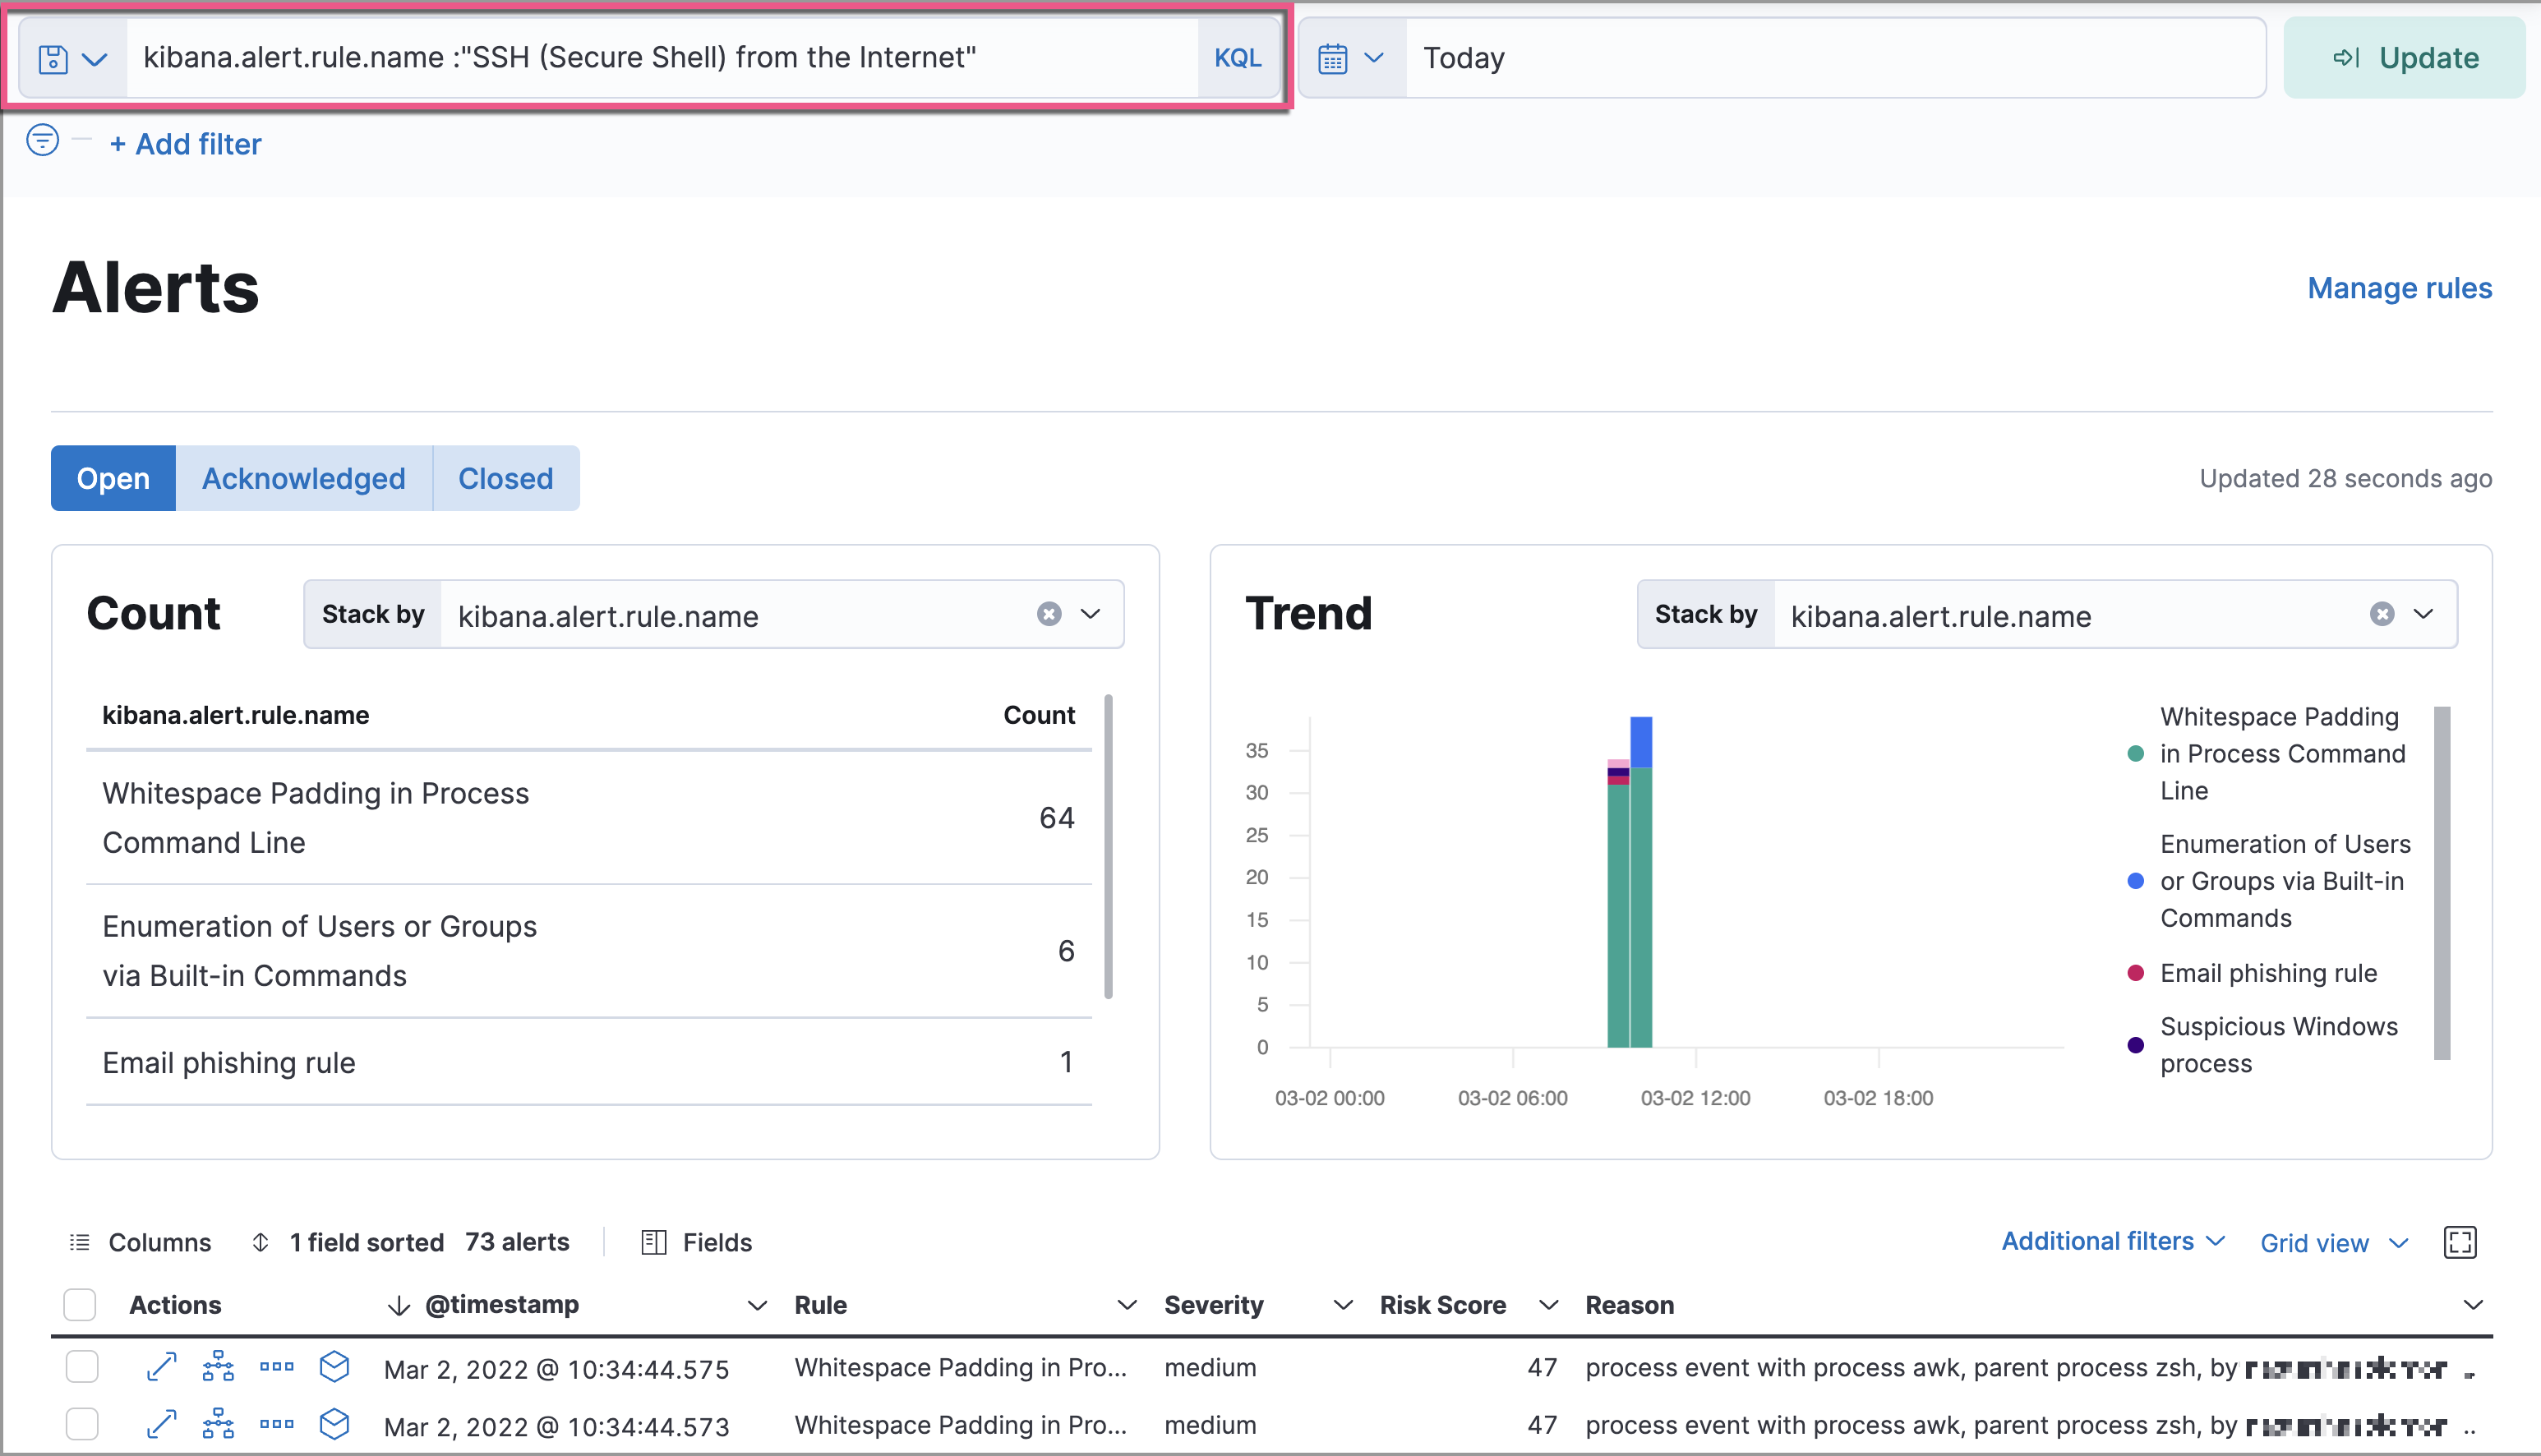 kibana.alert.rule.name :"SSH (Secure Shell) from the Internet" KQL Today Update
+ Add filter
Alerts
Manage rules
Open Acknowledged Closed
Updated 28 seconds ago
Count Stack by kibana.alert.rule.name
kibana.alert.rule.name Count
Whitespace Padding in Process
Command Line
64
Enumeration of Users or Groups
via Built-in Commands
6
Email phishing rule 1
Trend Stack by kibana.alert.rule.name
35
30
25
20
15
10
5
0
03-02 00:00 03-02 06:00 03-02 12:00 03-02 18:00
Whitespace Padding
in Process Command
Line
Enumeration of Users
or Groups via Built-in
Commands
Email phishing rule
Suspicious Windows
process
Columns 1 field sorted 73 alerts Fields Additional filters Grid view
Actions @timestamp Rule Severity Risk Score Reason
Mar 2, 2022 @ 10:34:44.575 Whitespace Padding in Pro... medium 47 process event with process awk, parent process zsh, by
Mar 2, 2022 @ 10:34:44.573 Whitespace Padding in Pro... medium 47 process event with process awk, parent process zsh, by